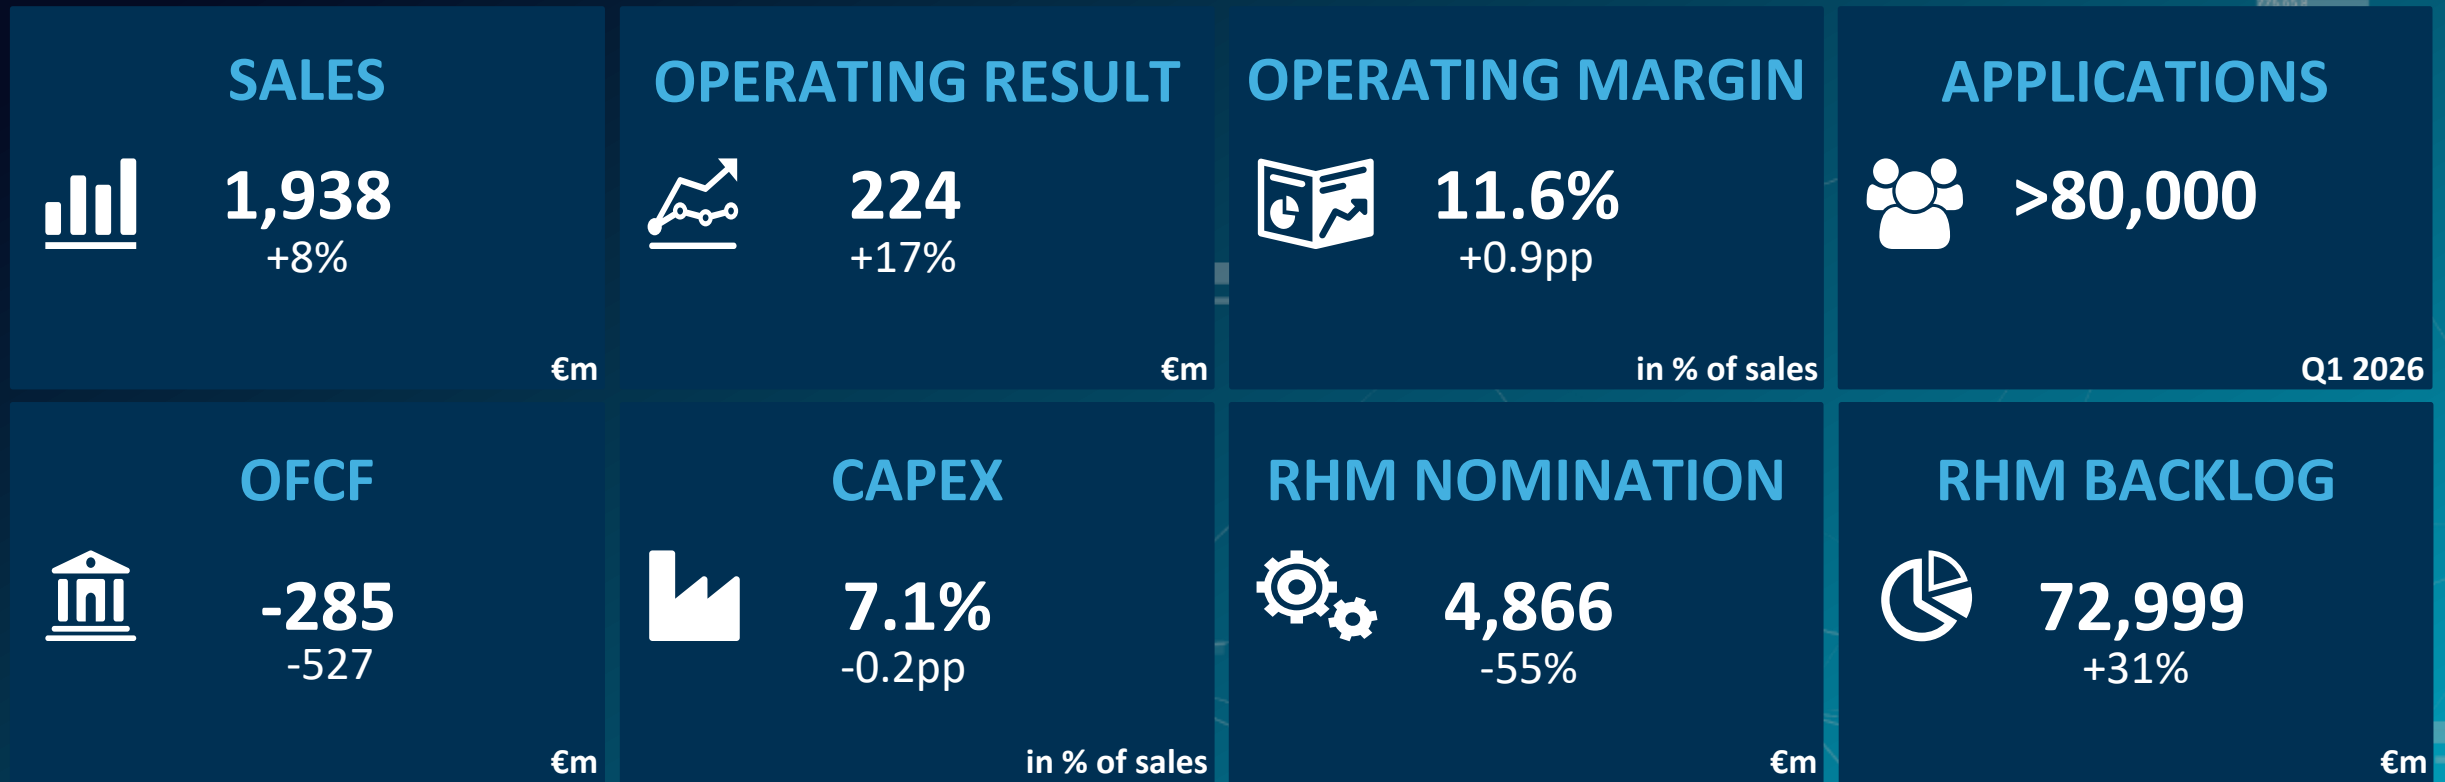 SALES
1,938
+8%
€m
OPERATING RESULT
224
+17%
€m
OPERATING MARGIN
11.6%
+0.9pp
in % of sales
APPLICATIONS
>80,000
Q1 2026
OFCF
-285
-527
€m
CAPEX
7.1%
-0.2pp
in % of sales
RHM NOMINATION
4,866
-55%
€m
RHM BACKLOG
72,999
+31%
€m